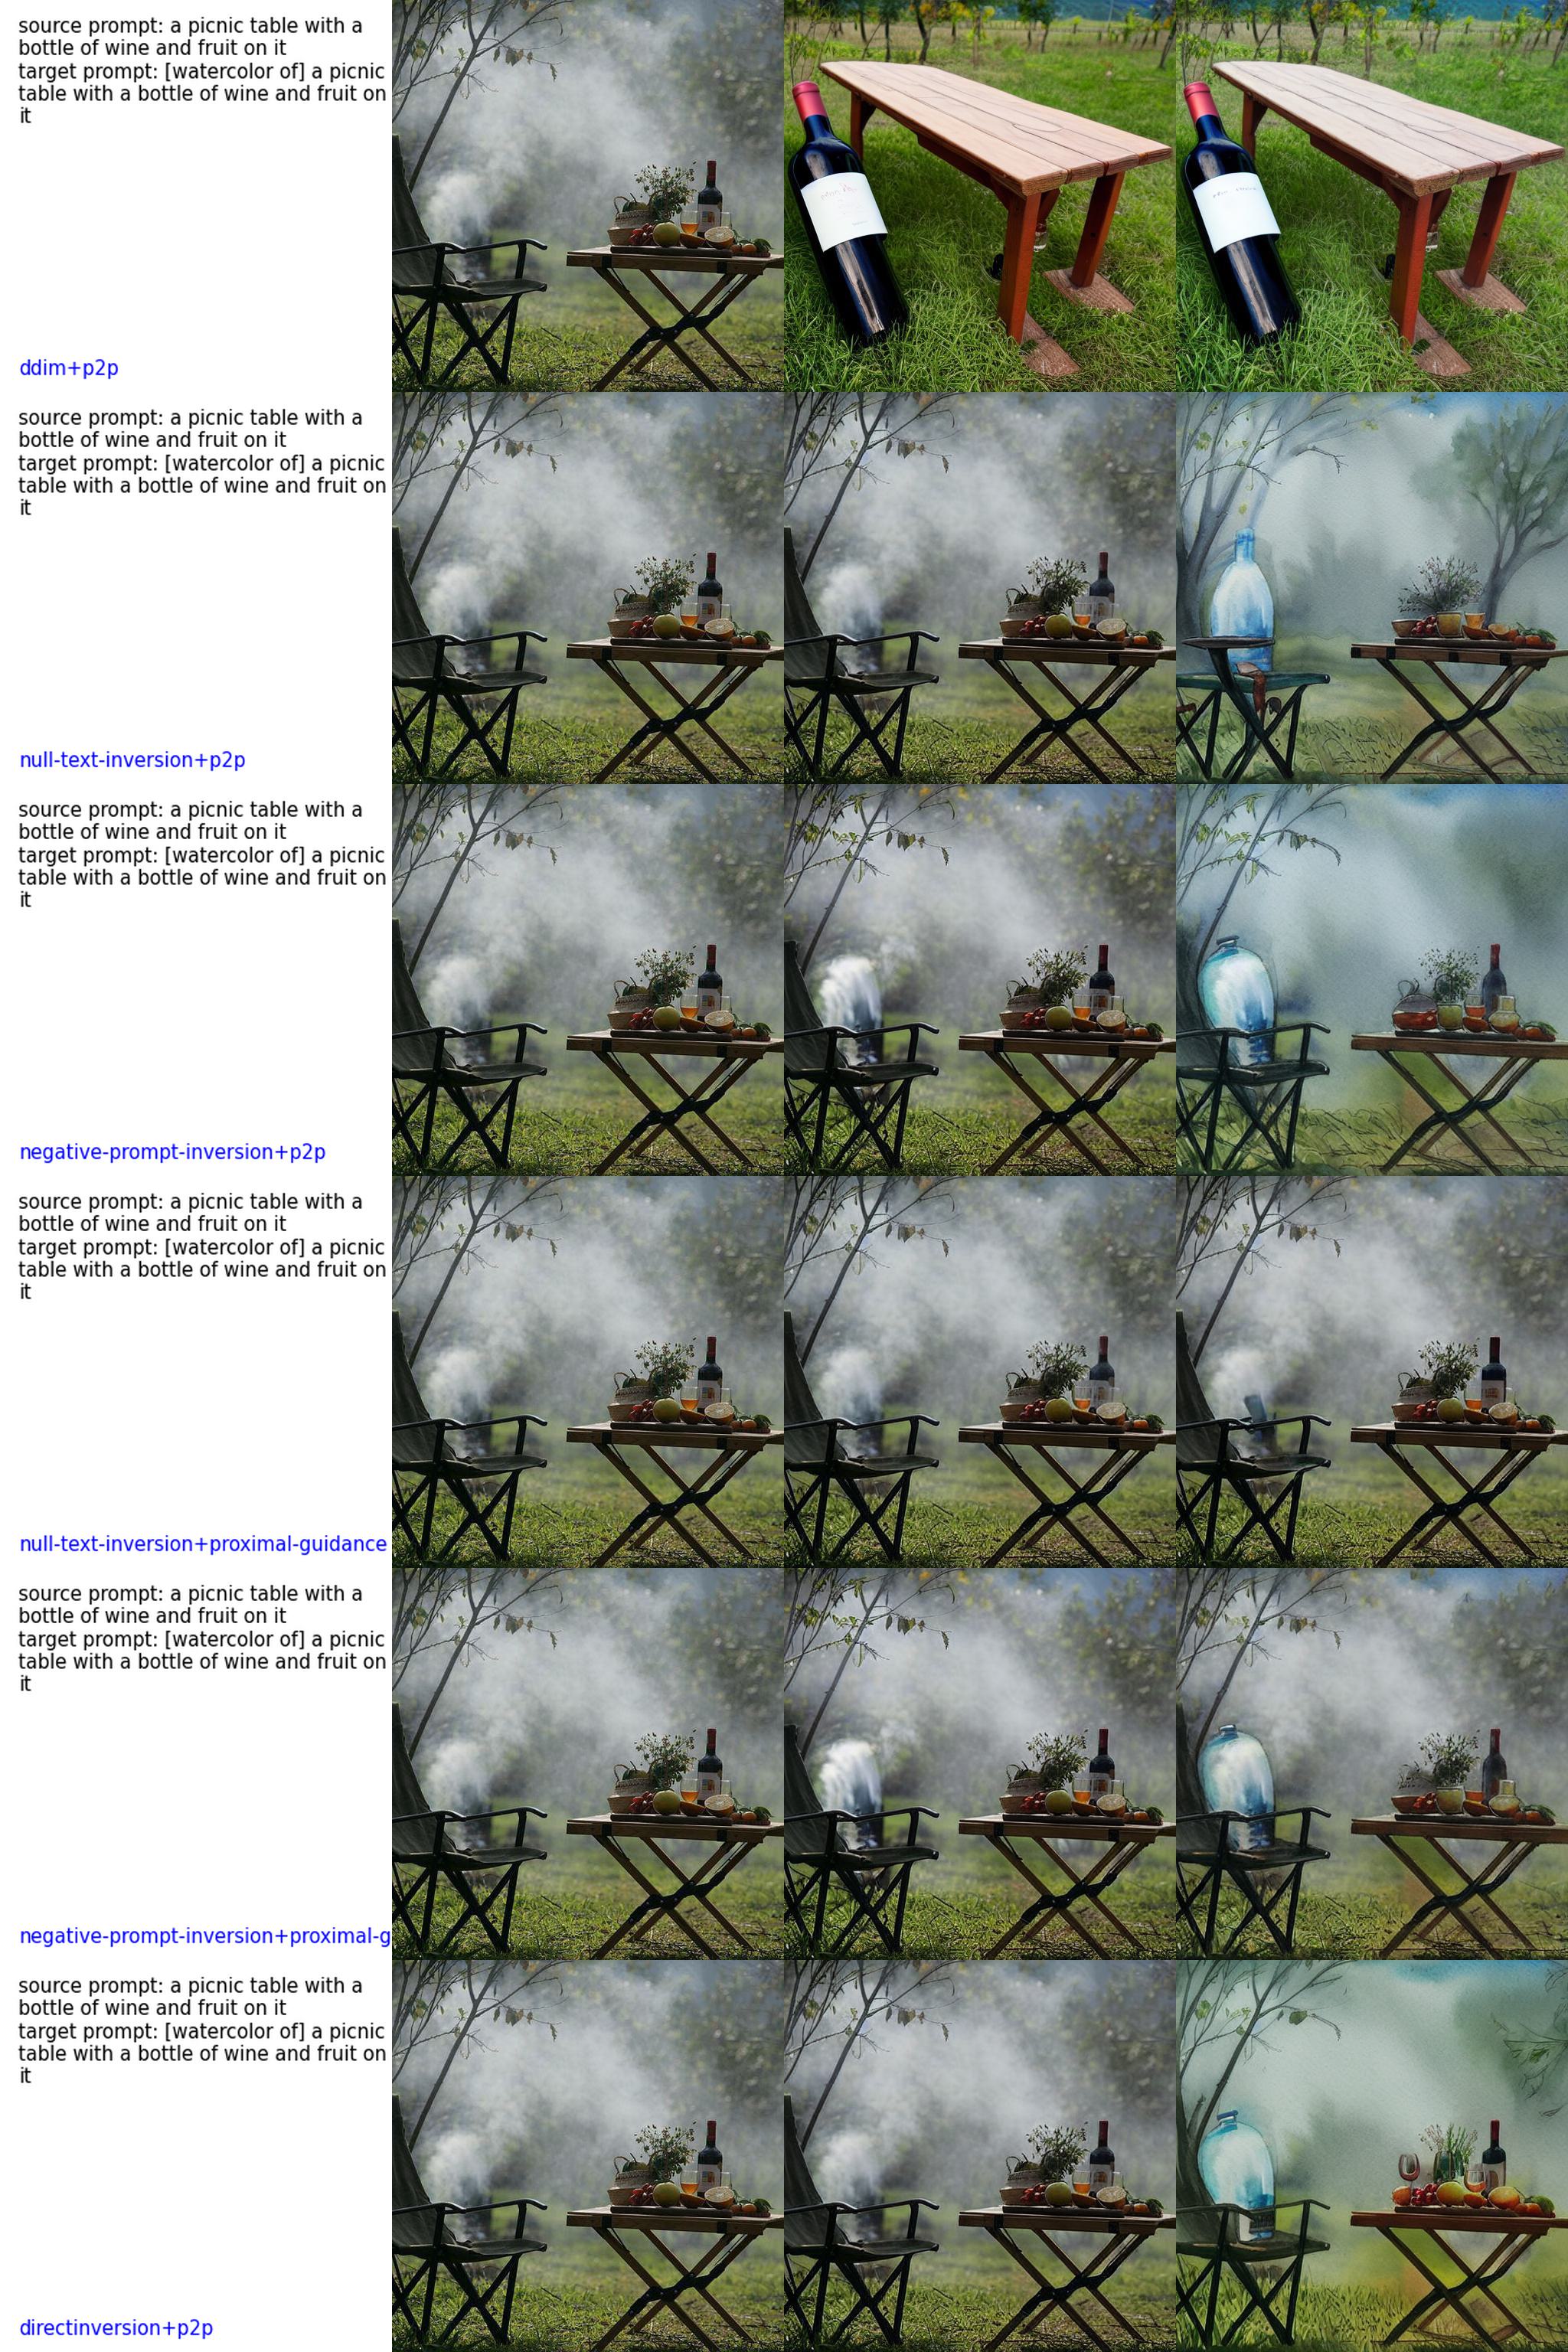 source prompt: a picnic table with a
bottle of wine and fruit on it
target prompt: [watercolor of] a picnic
table with a bottle of wine and fruit on
it
ddim+p2p
source prompt: a picnic table with a
bottle of wine and fruit on it
target prompt: [watercolor of] a picnic
table with a bottle of wine and fruit on
it
null-text-inversion+p2p
source prompt: a picnic table with a
bottle of wine and fruit on it
target prompt: [watercolor of] a picnic
table with a bottle of wine and fruit on
it
negative-prompt-inversion+p2p
source prompt: a picnic table with a
bottle of wine and fruit on it
target prompt: [watercolor of] a picnic
table with a bottle of wine and fruit on
it
null-text-inversion+proximal-guidance
source prompt: a picnic table with a
bottle of wine and fruit on it
target prompt: [watercolor of] a picnic
table with a bottle of wine and fruit on
it
negative-prompt-inversion+proximal-g
source prompt: a picnic table with a
bottle of wine and fruit on it
target prompt: [watercolor of] a picnic
table with a bottle of wine and fruit on
it
directinversion+p2p